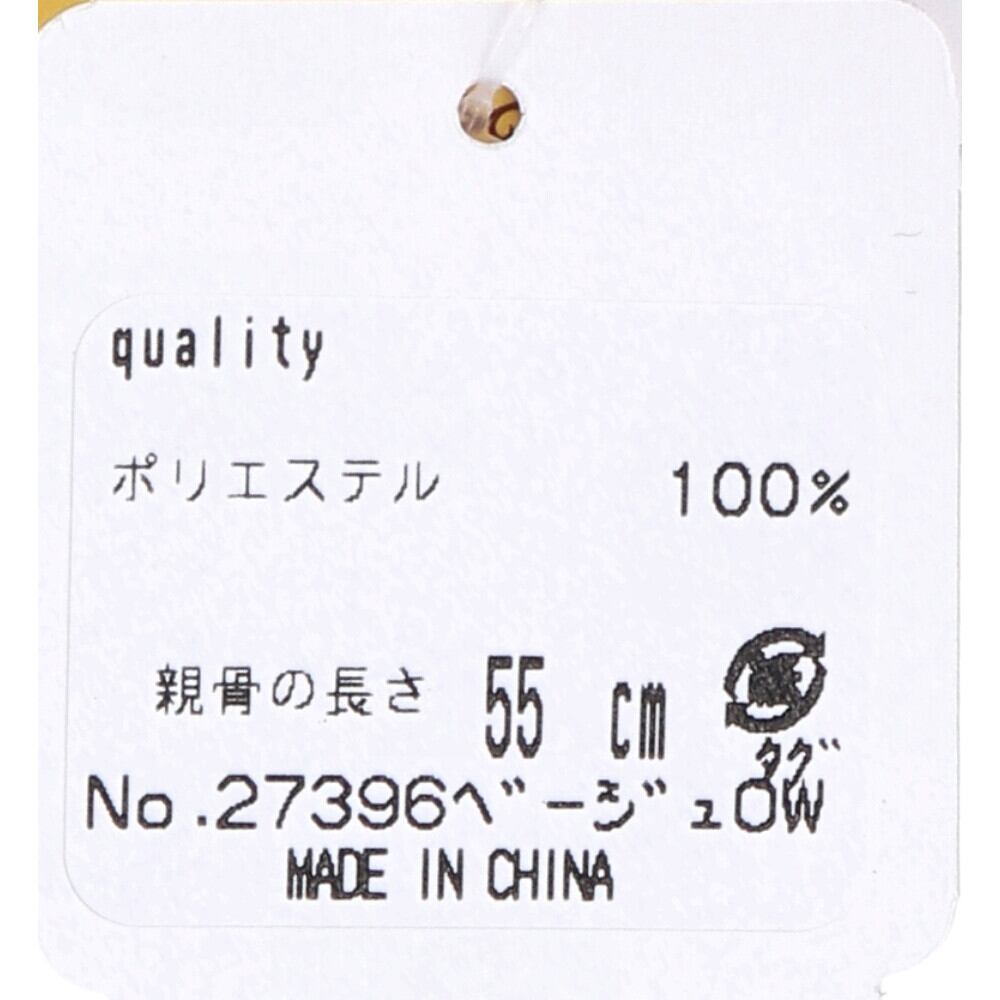 quality
ポリエステル 100%
親骨の長さ 55 cm
タグ
No.27396ベージュOW
MADE IN CHINA